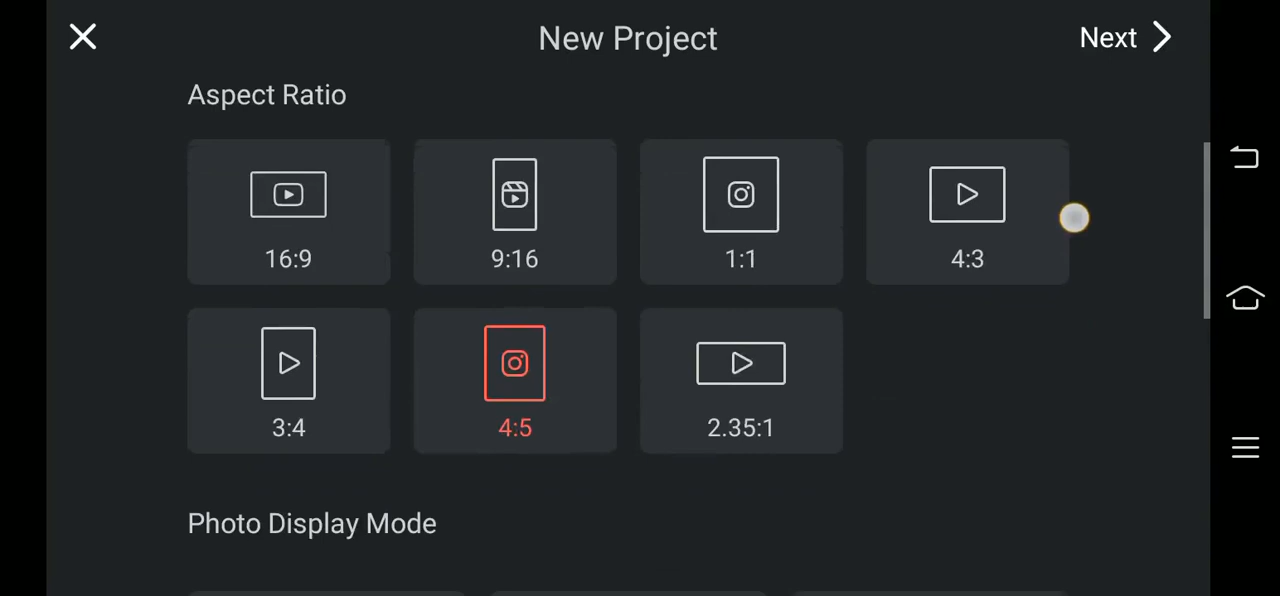 New Project
Next
Aspect Ratio
16:9
9:16
1:1
4:3
3:4
4:5
2.35:1
Photo Display Mode